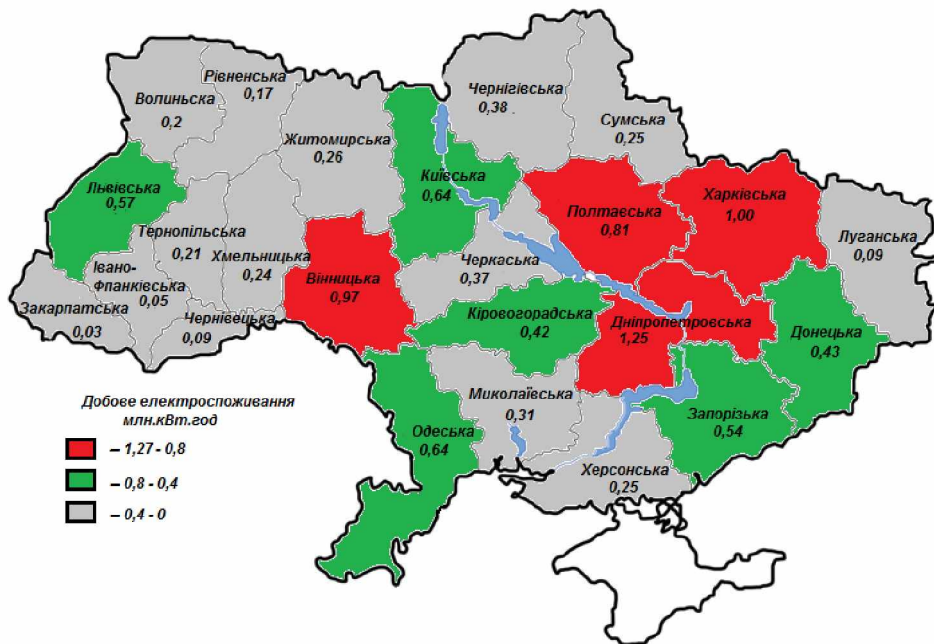 Рівненська
0,17
Волиньска
0,2
Чернігівська
0,38
Сумська
0,25
Житомирська
0,26
Київська
0,64
Львівська
0,57
Харківська
1,00
Полтавська
0,81
Луганська
0,09
Тернопільська
0,21
Хмельницька
0,24
Вінницька
0,97
Черкаська
0,37
Івано-
Фпанківська
0,05
Закарпатська
0,03
Чернівецька
0,09
Кіровогорадська
0,42
Дніпропетровська
1,25
Донецька
0,43
Миколаївська
0,31
Запорізька
0,54
Одеська
0,64
Херсонська
0,25
Добове електроспоживання
млн.кВт.год
– 1,27 - 0,8
– 0,8 - 0,4
– 0,4 - 0